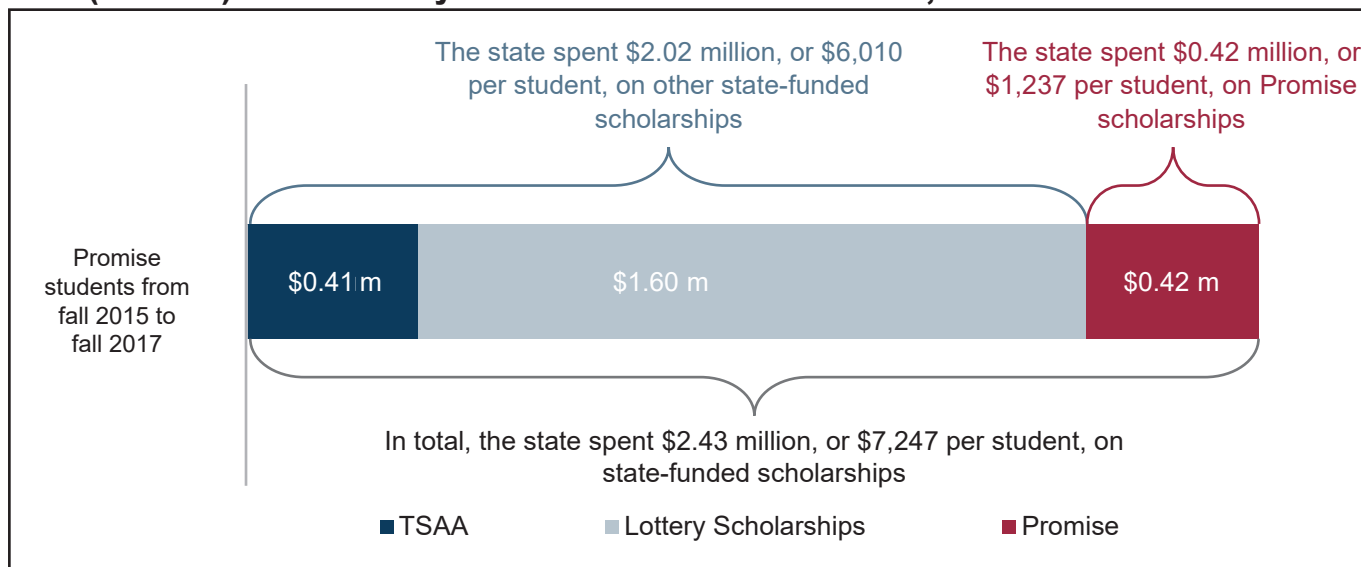 The state spent $2.02 million, or $6,010
per student, on other state-funded
scholarships
The state spent $0.42 million, or
$1,237 per student, on Promise
scholarships
Promise
students from
fall 2015 to
fall 2017
$0.41 m
$1.60 m
$0.42 m
In total, the state spent $2.43 million, or $7,247 per student, on
state-funded scholarships
TSAA
Lottery Scholarships
Promise